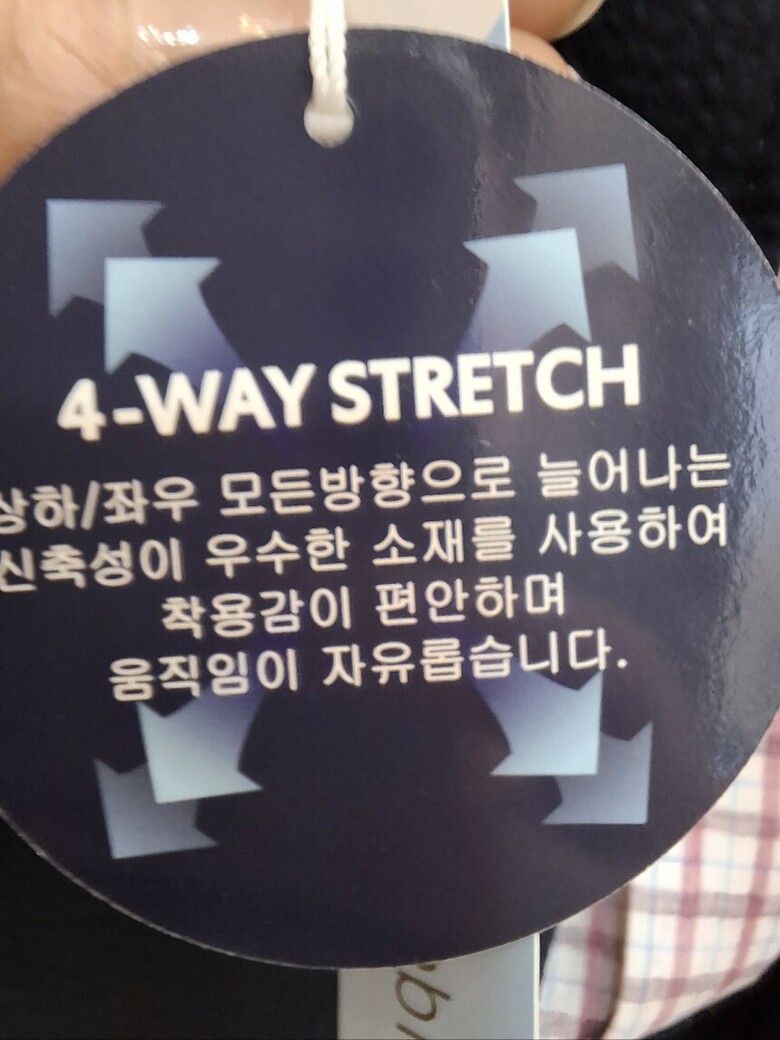 4-WAY STRETCH
상하/좌우 모든방향으로 늘어나는
신축성이 우수한 소재를 사용하여
착용감이 편안하며
움직임이 자유롭습니다.